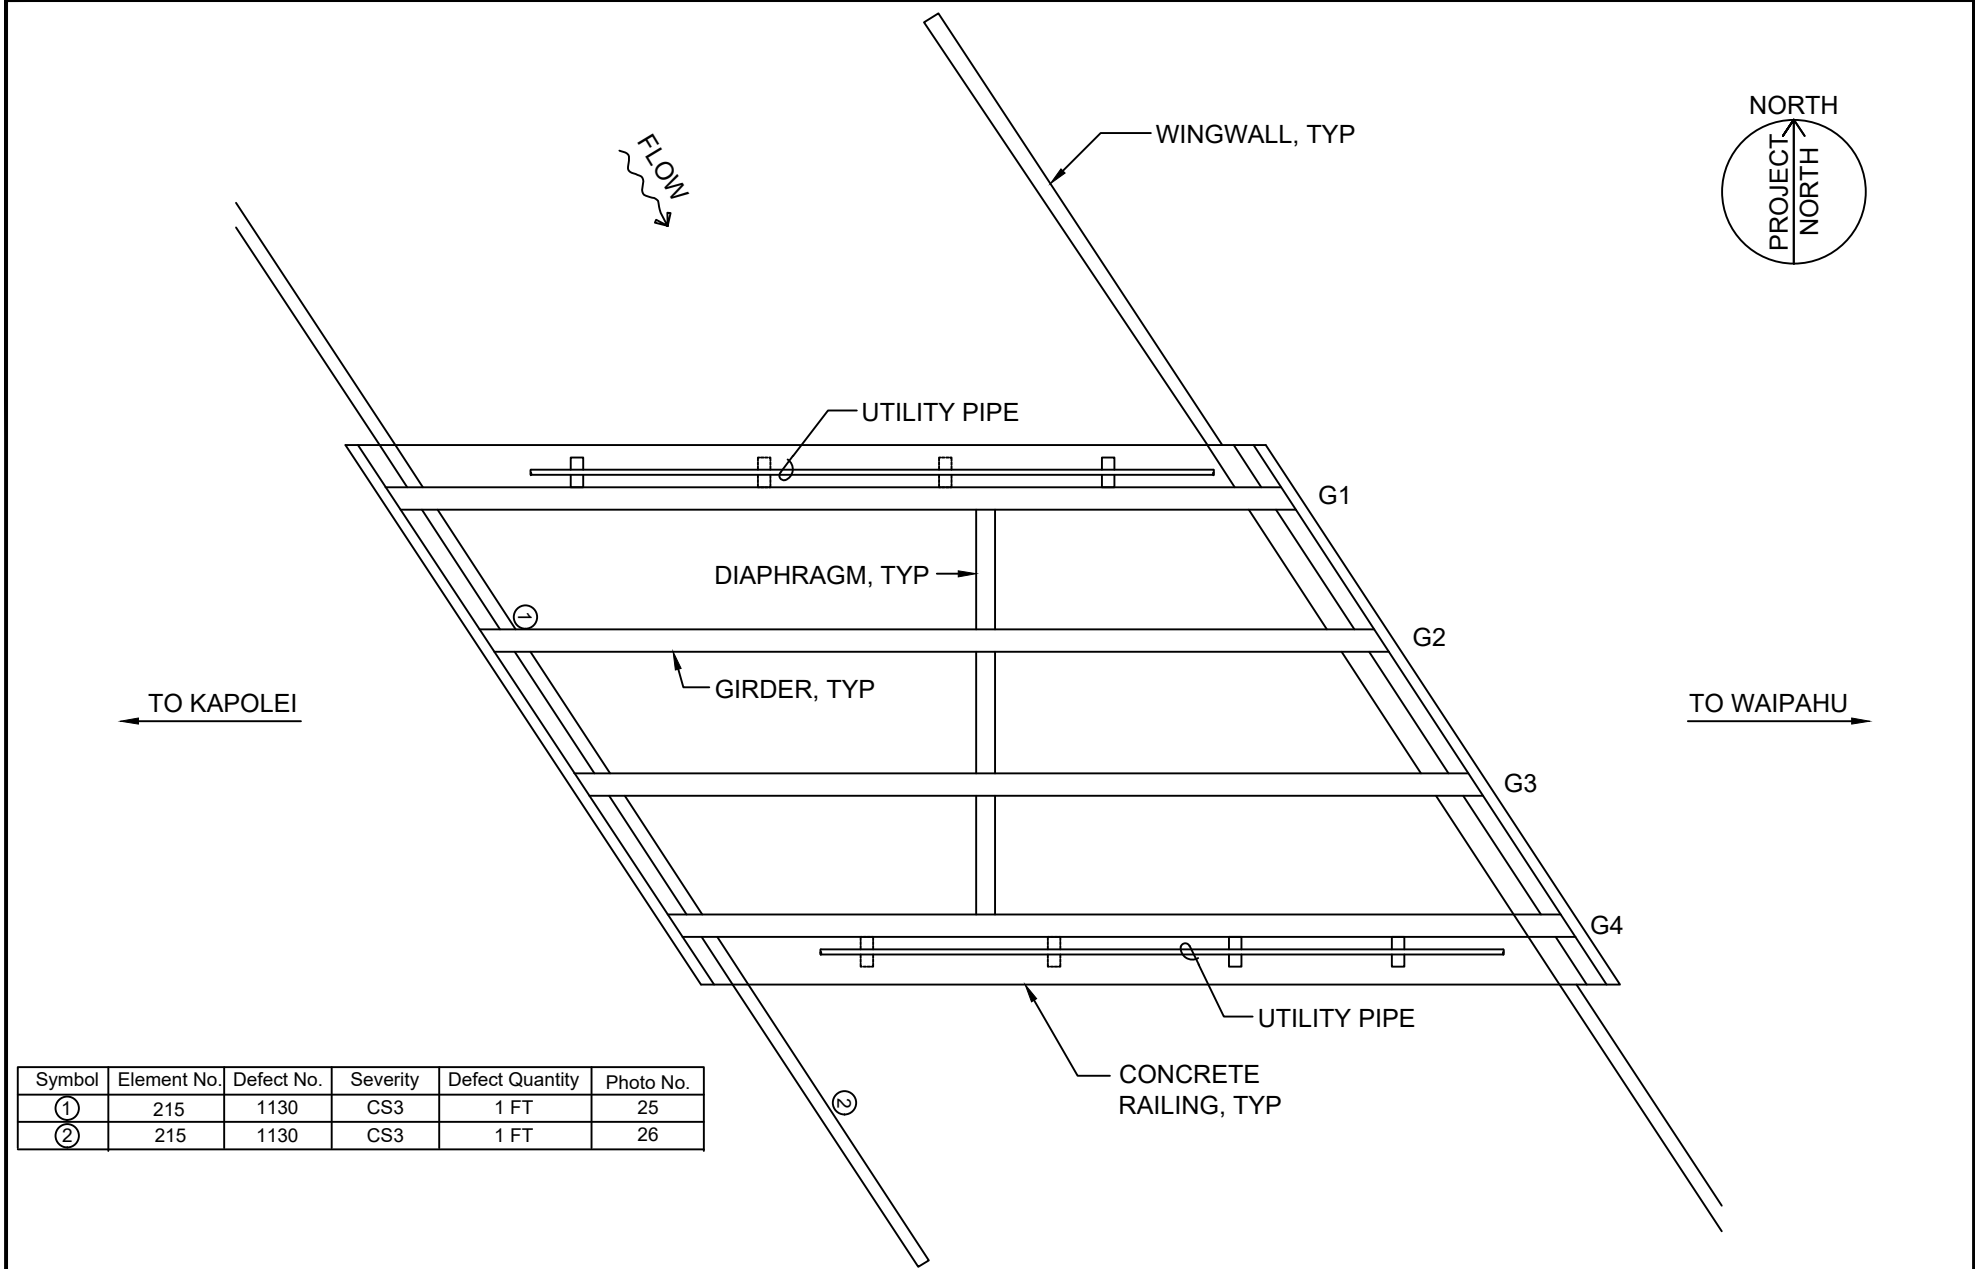 NORTH
PROJECT
NORTH
WINGWALL, TYP
FLOW
UTILITY PIPE
G1
DIAPHRAGM, TYP
①
G2
GIRDER, TYP
TO KAPOLEI
TO WAIPAHU
G3
G4
UTILITY PIPE
CONCRETE
RAILING, TYP
②
Symbol Element No. Defect No. Severity Defect Quantity Photo No.
① 215 1130 CS3 1 FT 25
② 215 1130 CS3 1 FT 26